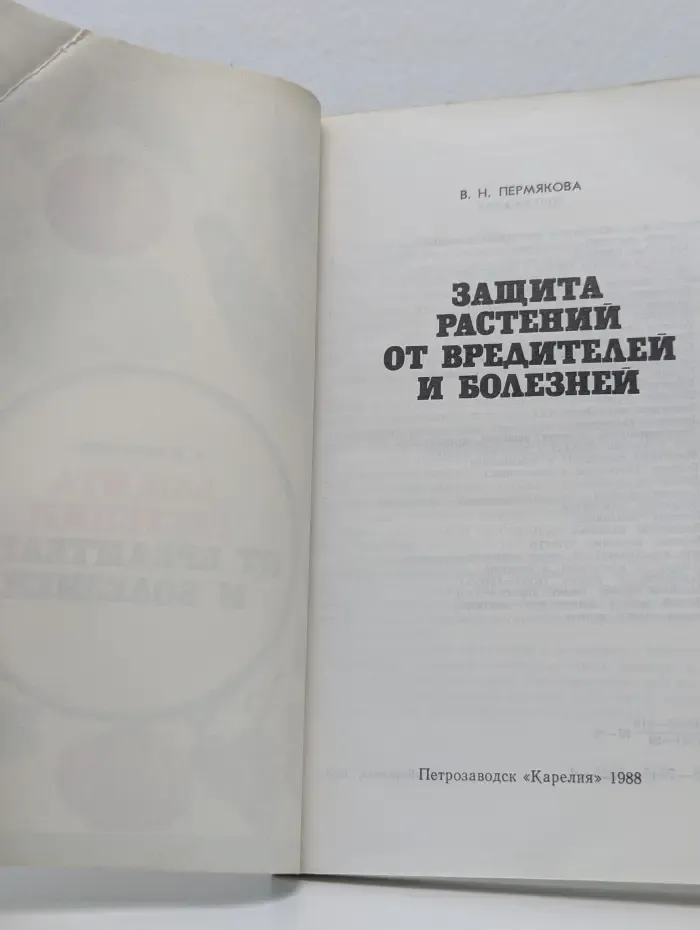 В. Н. ПЕРМЯКОВА
ЗАЩИТА
РАСТЕНИЙ
ОТ ВРЕДИТЕЛЕЙ
И БОЛЕЗНЕЙ
Петрозаводск «Карелия» 1988